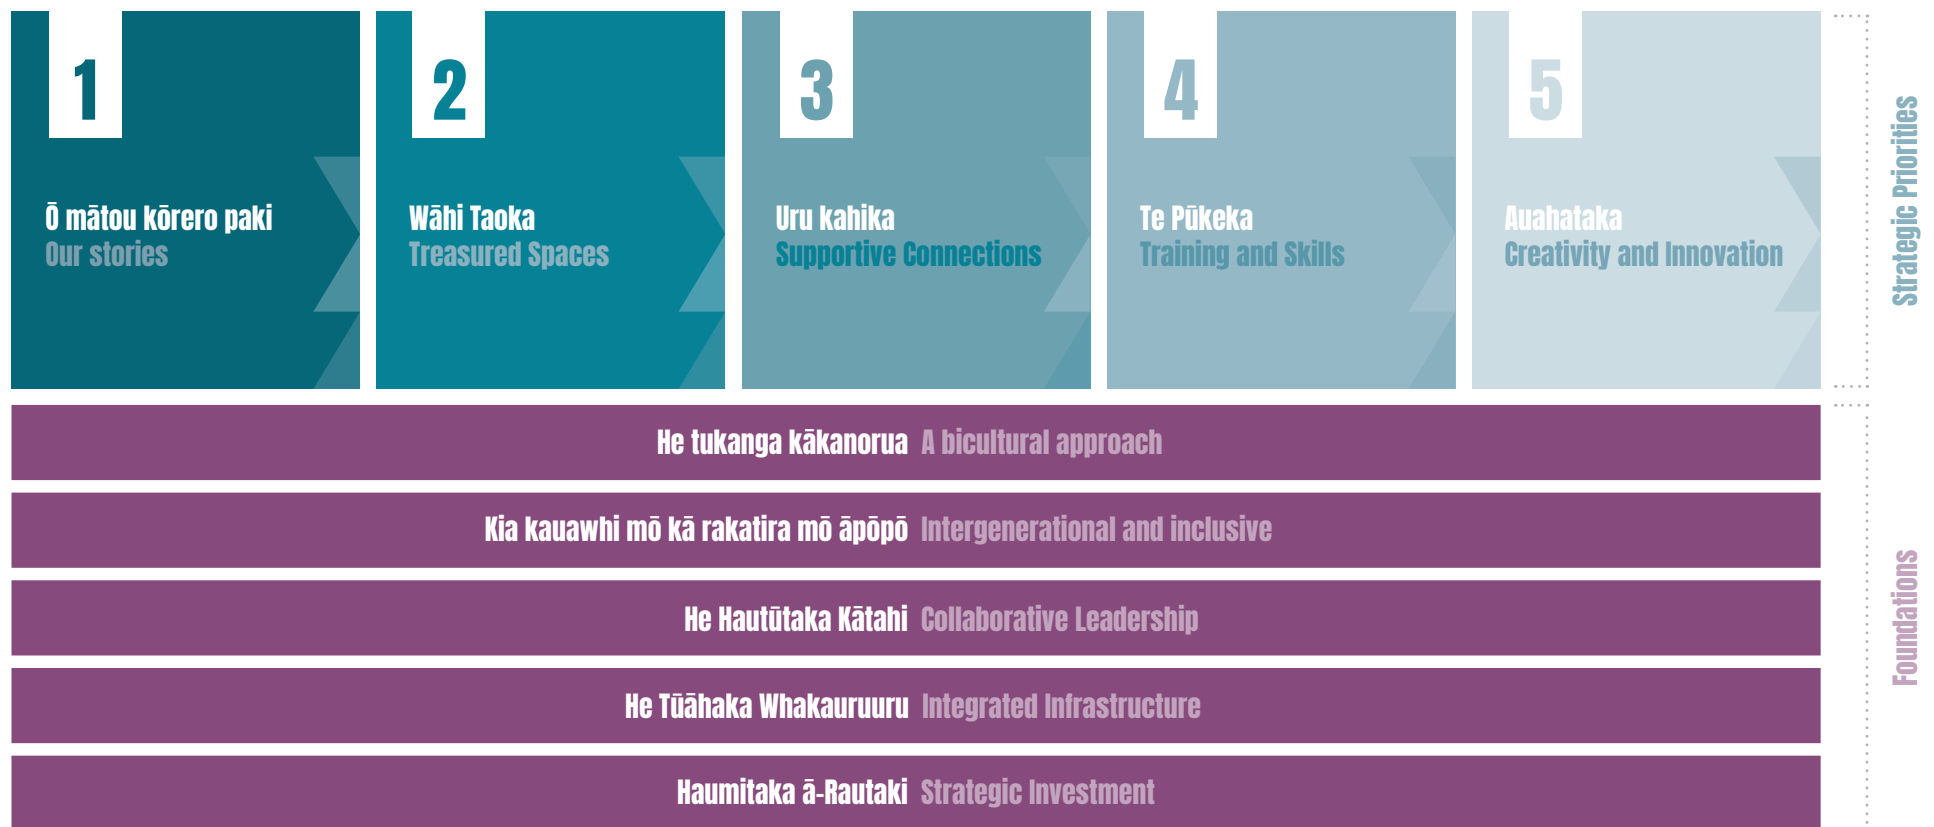 1
Ō mātou kōrero paki
Our stories
2
Wāhi Taoka
Treasured Spaces
3
Uru kahika
Supportive Connections
4
Te Pūkeka
Training and Skills
5
Auahataka
Creativity and Innovation
Strategic Priorities
He tukanga kākanorua A bicultural approach
Kia kauawhi mō kā rakatira mō āpōpō Intergenerational and inclusive
He Hautūtaka Kātahi Collaborative Leadership
He Tūāhaka Whakauruuru Integrated Infrastructure
Haumitaka ā-Rautaki Strategic Investment
Foundations